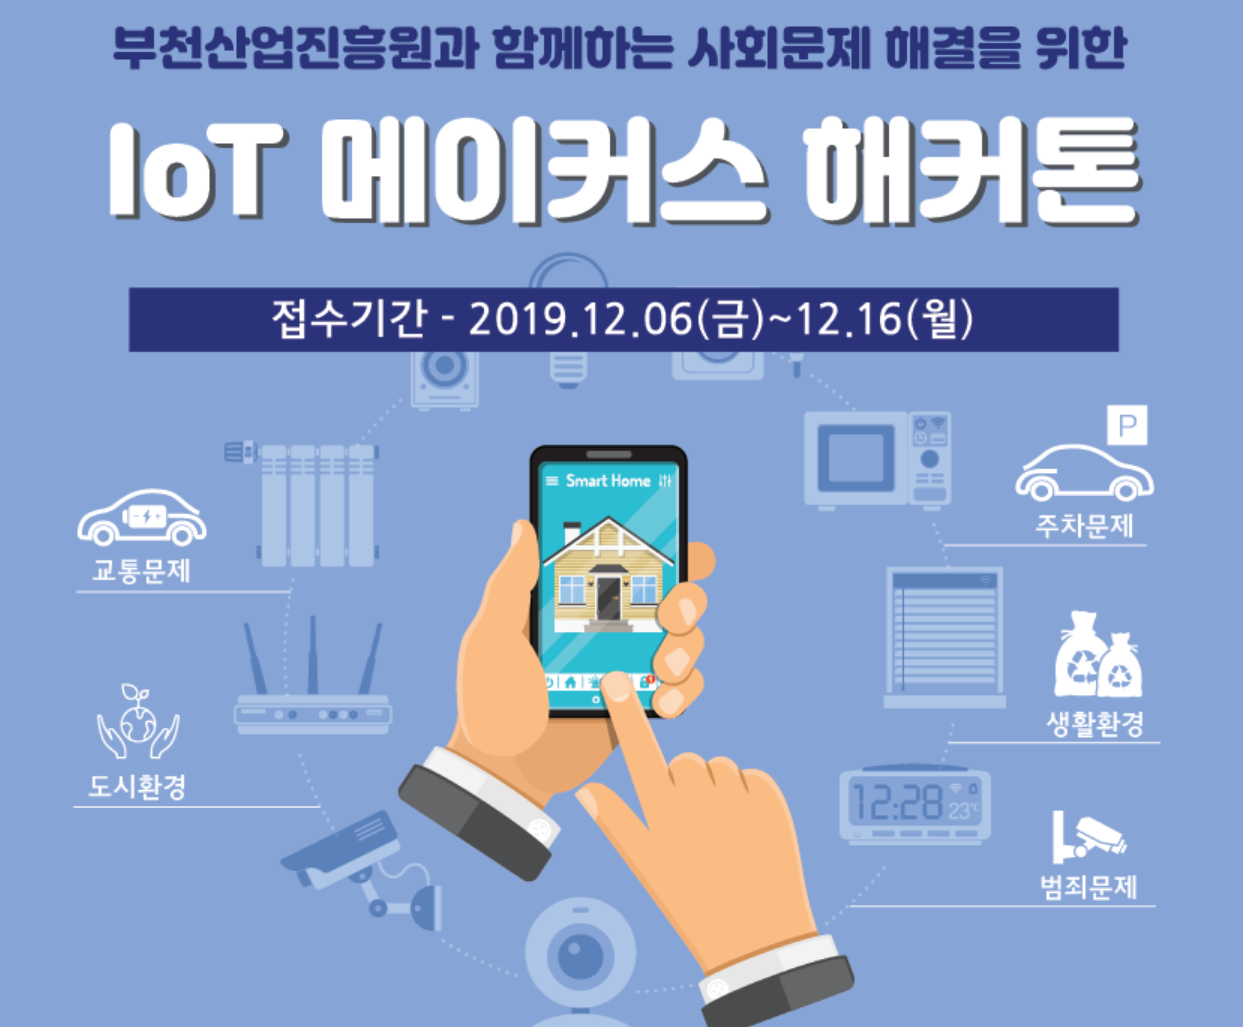 부천산업진흥원과 함께하는 사회문제 해결을 위한
IoT 메이커스 해커톤
접수기간 - 2019.12.06(금)~12.16(월)
P
주차문제
Smart Home
교통문제
생활환경
도시환경
12:28
23℃
범죄문제